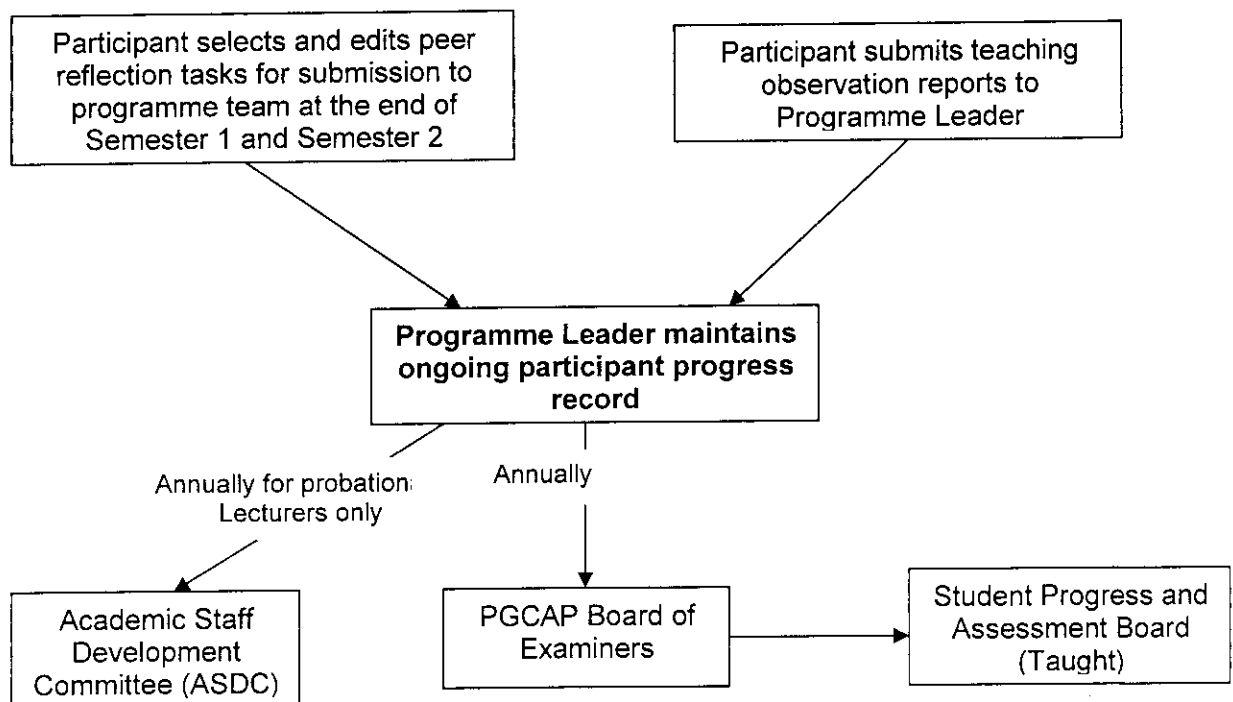 Participant selects and edits peer
reflection tasks for submission to
programme team at the end of
Semester 1 and Semester 2
Participant submits teaching
observation reports to
Programme Leader
Programme Leader maintains
ongoing participant progress
record
Annually for probation
Lecturers only
Annually
Academic Staff
Development
Committee (ASDC)
PGCAP Board of
Examiners
Student Progress and
Assessment Board
(Taught)